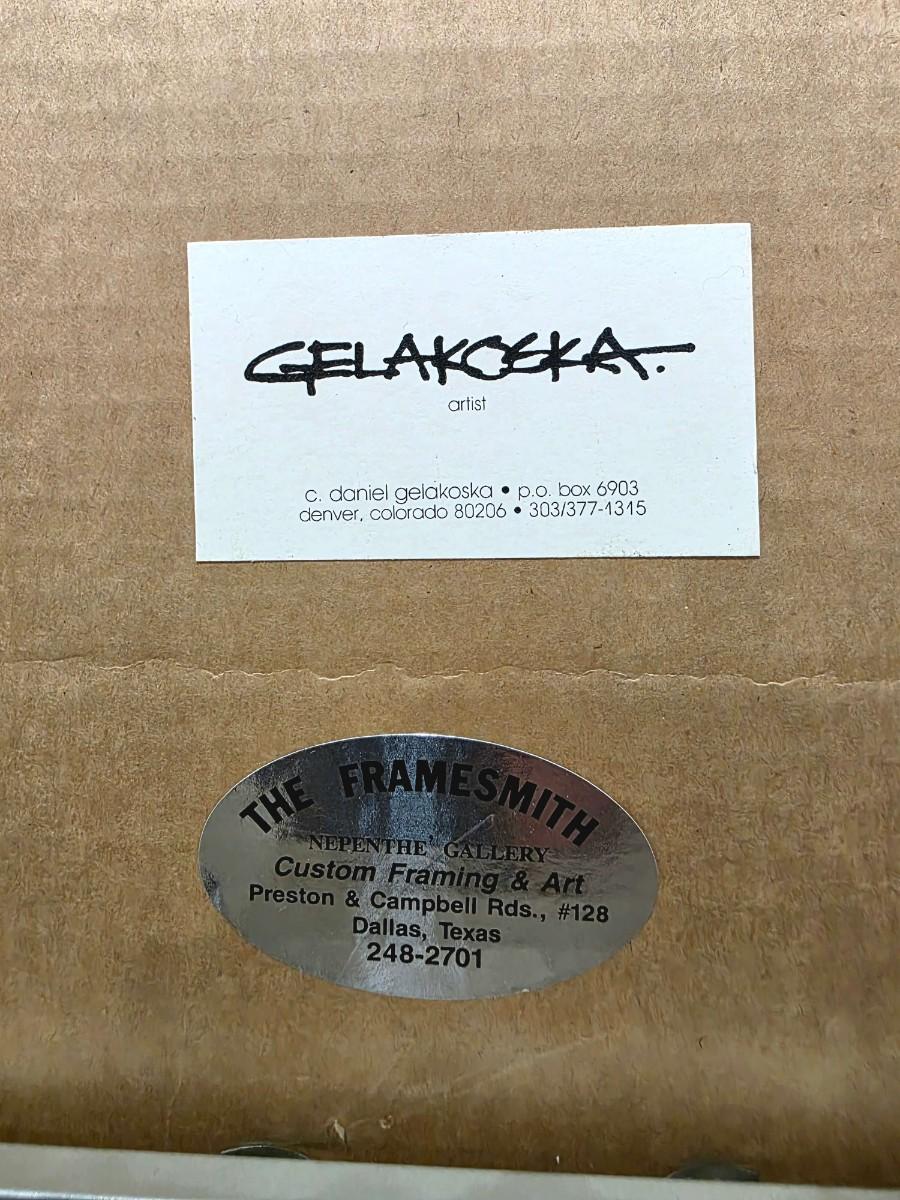 GELAKOSKA.
artist
c. daniel gelakoska • p.o. box 6903
denver, colorado 80206 • 303/377-1315
THE FRAMESMITH
NEPENTHE' GALLERY
Custom Framing & Art
Preston & Campbell Rds., #128
Dallas, Texas
248-2701